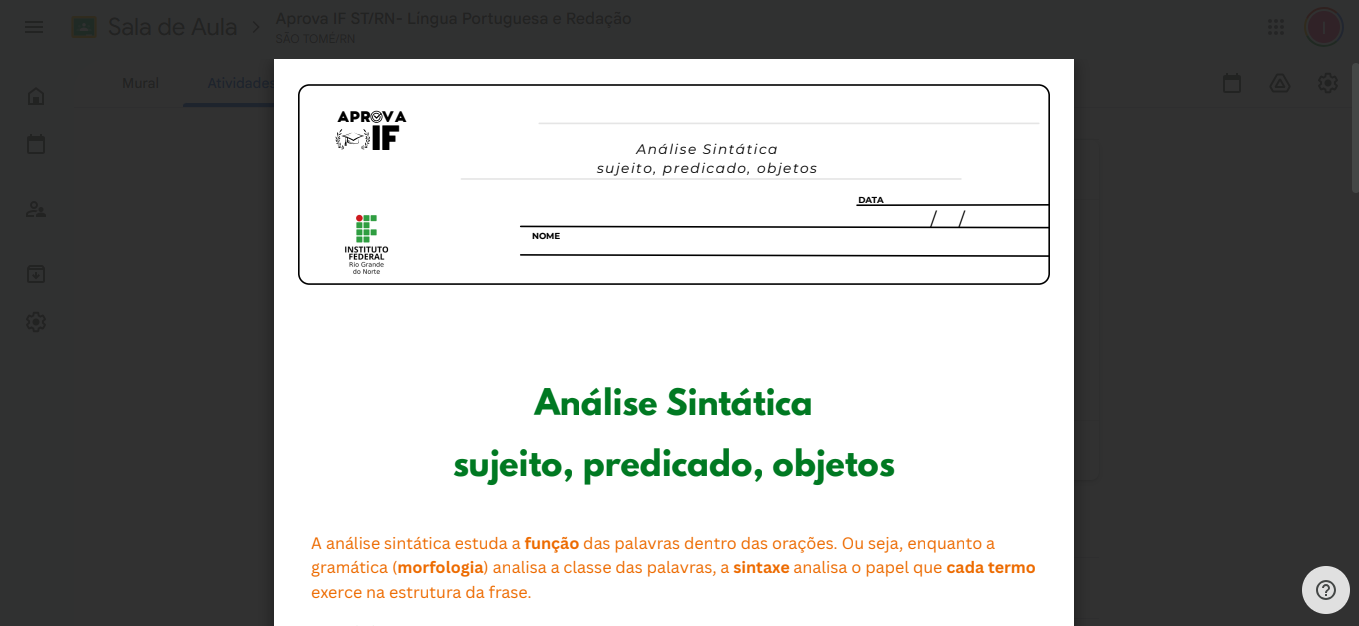 Sala de Aula
Aprova IF ST/RN- Língua Portuguesa e Redação
SÃO TOMÉ/RN
I
Mural
Atividades
APROVA
IF
Análise Sintática
sujeito, predicado, objetos
DATA
/ /
NOME
INSTITUTO
FEDERAL
Rio Grande
do Norte
Análise Sintática
sujeito, predicado, objetos
A análise sintática estuda a função das palavras dentro das orações. Ou seja, enquanto a
gramática (morfologia) analisa a classe das palavras, a sintaxe analisa o papel que cada termo
exerce na estrutura da frase.